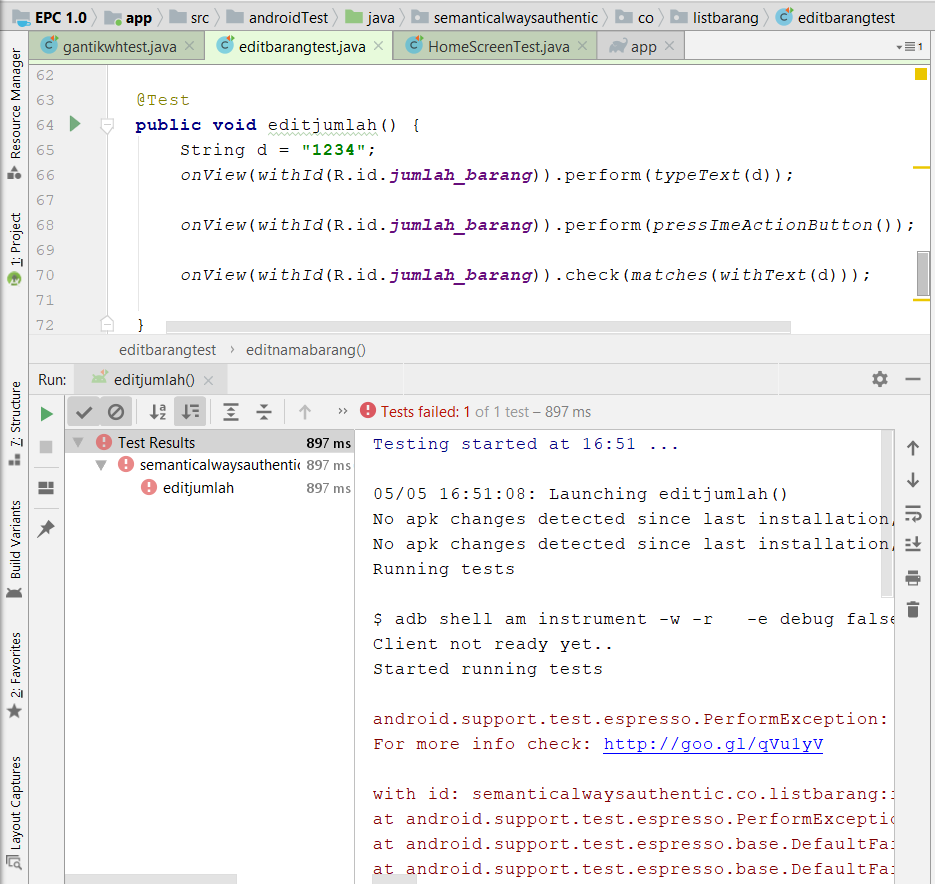 EPC 1.0 app src androidTest java semanticalwaysauthentic co listbarang editbarangtest
gantikwhtest.java editbarangtest.java HomeScreenTest.java app 1
Resource Manager
1: Project
7: Structure
Build Variants
2: Favorites
Layout Captures
62
63 @Test
64 public void editjumlah() {
65 String d = "1234";
66 onView(withId(R.id.jumlah_barang)).perform(typeText(d));
67
68 onView(withId(R.id.jumlah_barang)).perform(pressImeActionButton());
69
70 onView(withId(R.id.jumlah_barang)).check(matches(withText(d)));
71
72 }
editbarangtest › editnamabarang()
Run: editjumlah()
Tests failed: 1 of 1 test – 897 ms
Test Results 897 ms
semanticalwaysauthentic 897 ms
editjumlah 897 ms
Testing started at 16:51 ...
05/05 16:51:08: Launching editjumlah()
No apk changes detected since last installation,
No apk changes detected since last installation,
Running tests
$ adb shell am instrument -w -r   -e debug false
Client not ready yet..
Started running tests
android.support.test.espresso.PerformException:
For more info check: http://goo.gl/qVu1yV
with id: semanticalwaysauthentic.co.listbarang:
at android.support.test.espresso.PerformExceptio
at android.support.test.espresso.base.DefaultFai
at android.support.test.espresso.base.DefaultFai